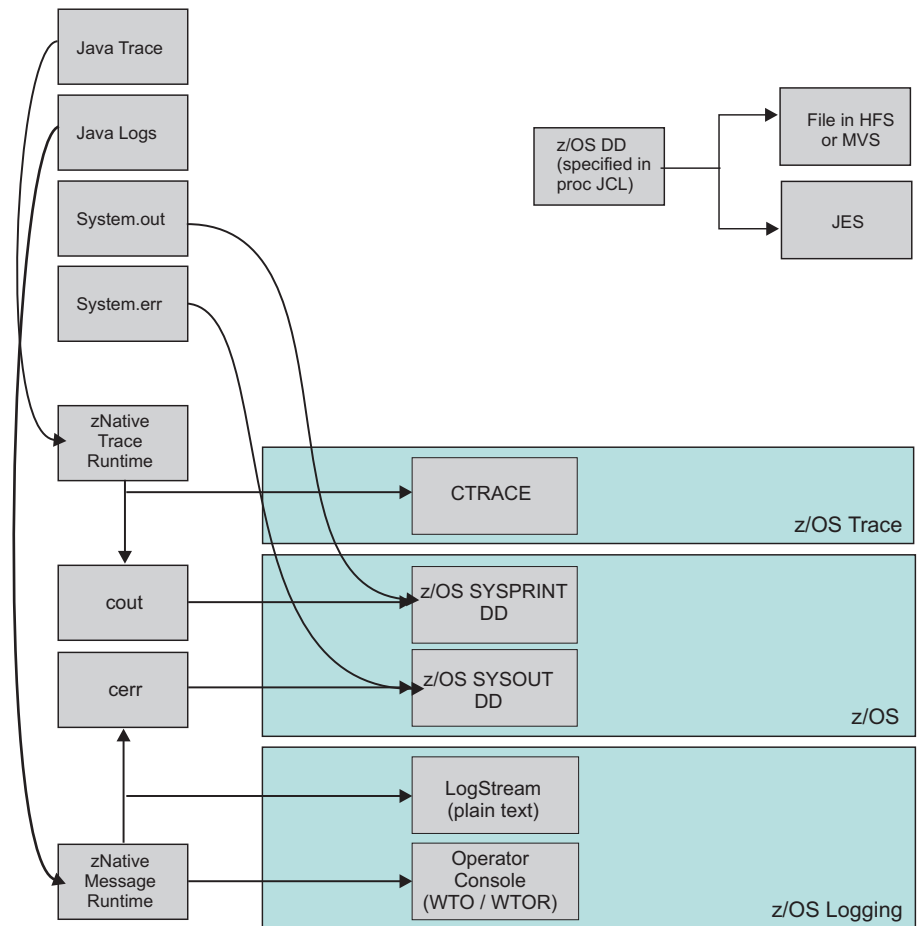 Java Trace
Java Logs
System.out
System.err
z/OS DD
(specified in
proc JCL)
File in HFS
or MVS
JES
zNative
Trace
Runtime
CTRACE
z/OS Trace
cout
z/OS SYSPRINT
DD
cerr
z/OS SYSOUT
DD
z/OS
LogStream
(plain text)
zNative
Message
Runtime
Operator
Console
(WTO / WTOR)
z/OS Logging